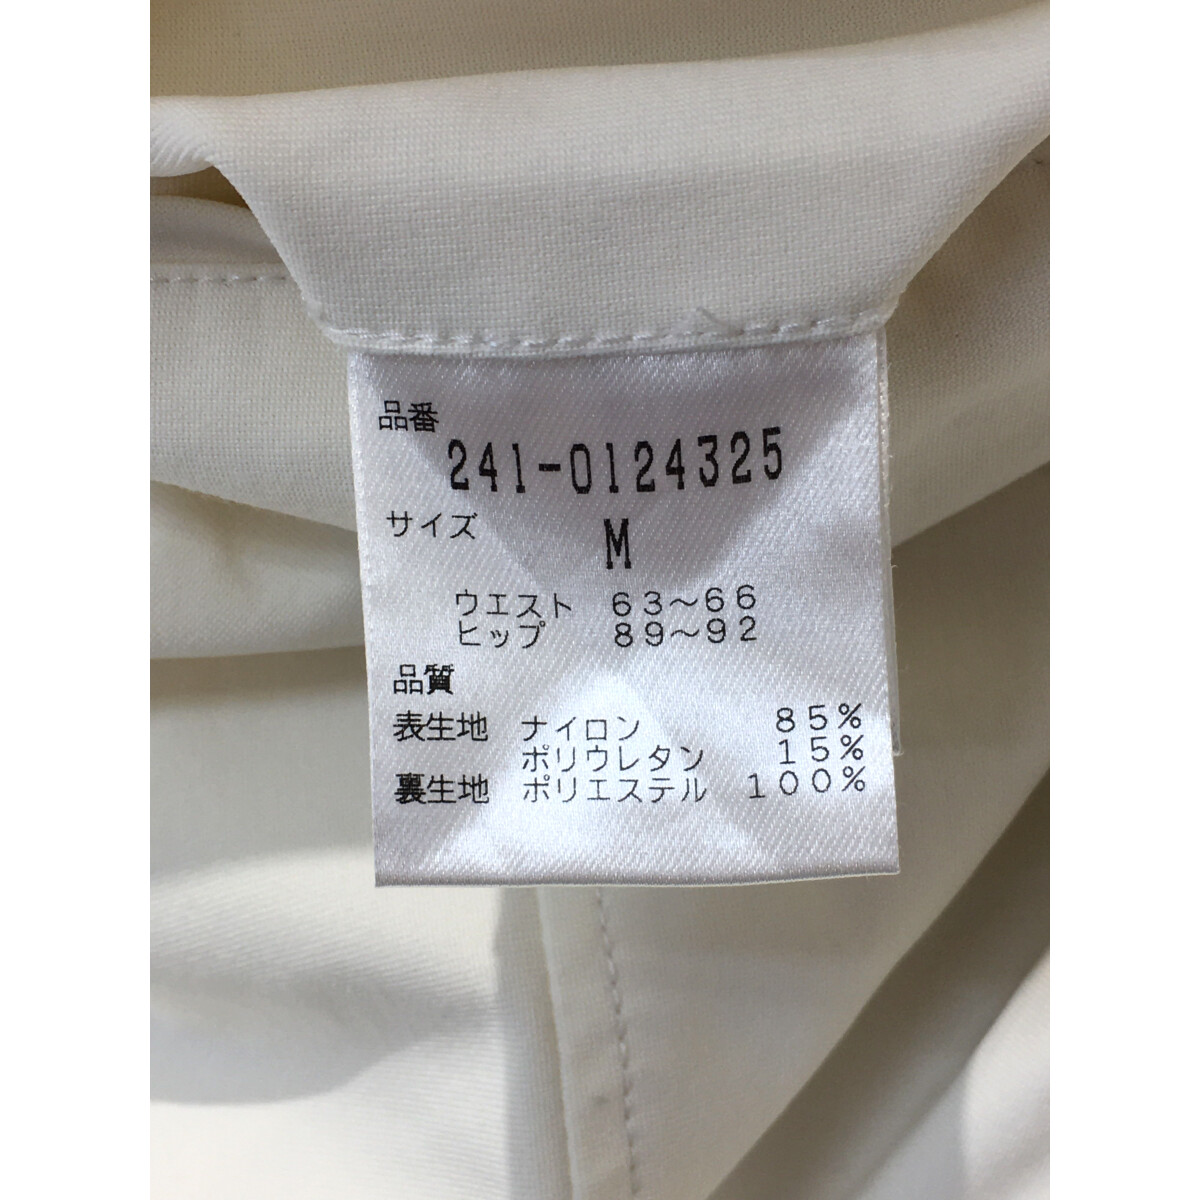 品番
241-0124325
サイズ M
ウエスト 63～66
ヒップ 89～92
品質
表生地 ナイロン 85%
ポリウレタン 15%
裏生地 ポリエステル 100%